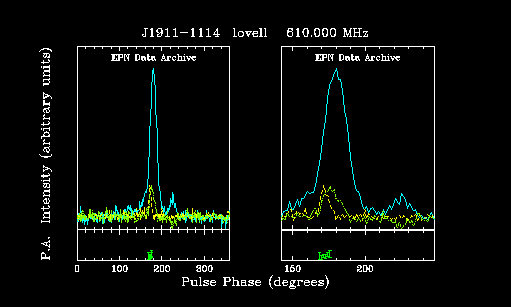 J1911−1114 lovell 610.000 MHz
EPN Data Archive EPN Data Archive
P.A. Intensity (arbitrary units)
0 100 200 300 160 200
Pulse Phase (degrees)